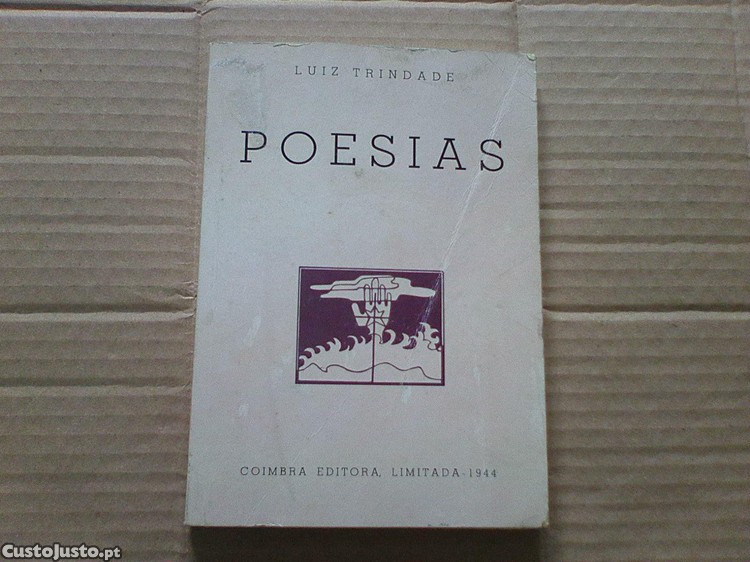 LUIZ TRINDADE
POESIAS
COIMBRA EDITORA, LIMITADA - 1944
CustoJusto.pt